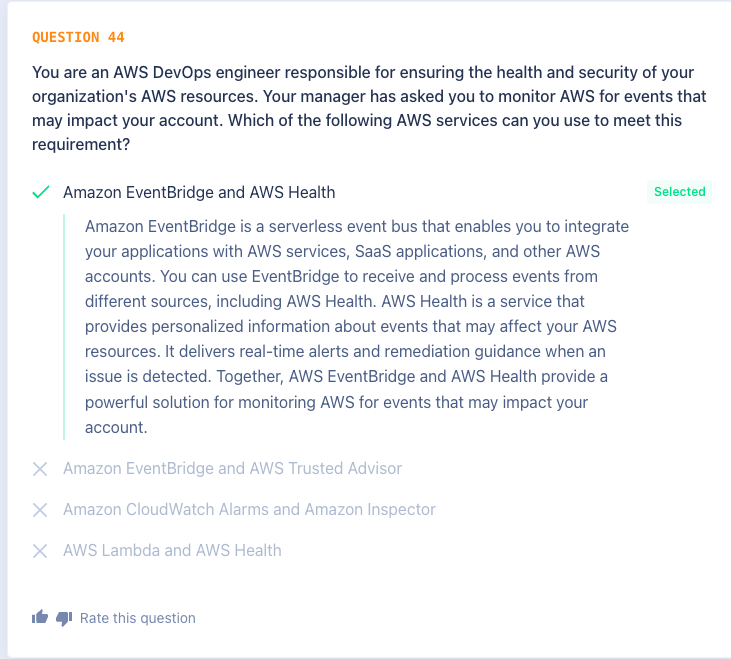 QUESTION 44
You are an AWS DevOps engineer responsible for ensuring the health and security of your
organization's AWS resources. Your manager has asked you to monitor AWS for events that
may impact your account. Which of the following AWS services can you use to meet this
requirement?
Amazon EventBridge and AWS Health
Selected
Amazon EventBridge is a serverless event bus that enables you to integrate
your applications with AWS services, SaaS applications, and other AWS
accounts. You can use EventBridge to receive and process events from
different sources, including AWS Health. AWS Health is a service that
provides personalized information about events that may affect your AWS
resources. It delivers real-time alerts and remediation guidance when an
issue is detected. Together, AWS EventBridge and AWS Health provide a
powerful solution for monitoring AWS for events that may impact your
account.
Amazon EventBridge and AWS Trusted Advisor
Amazon CloudWatch Alarms and Amazon Inspector
AWS Lambda and AWS Health
Rate this question